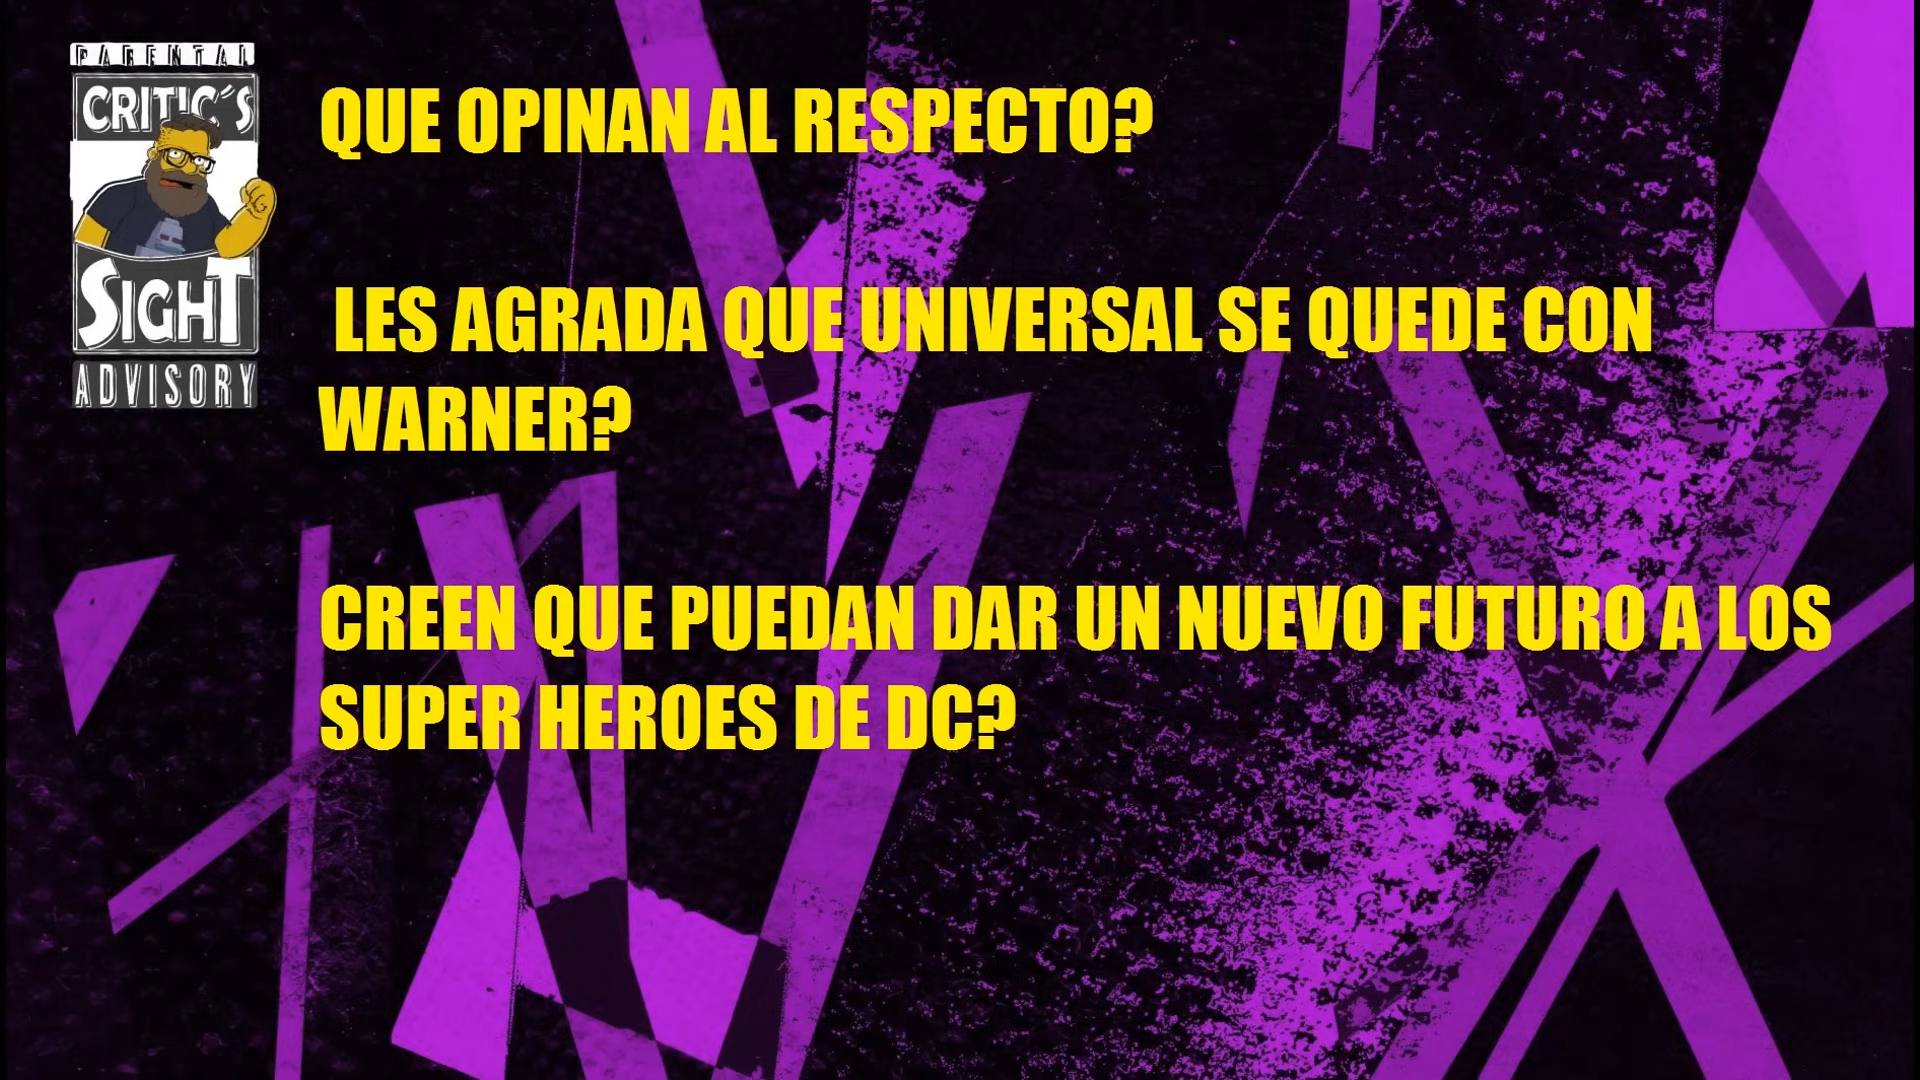 PARENTAL
CRITIC´S
SIGHT
ADVISORY
QUE OPINAN AL RESPECTO?
LES AGRADA QUE UNIVERSAL SE QUEDE CON
WARNER?
CREEN QUE PUEDAN DAR UN NUEVO FUTURO A LOS
SUPER HEROES DE DC?